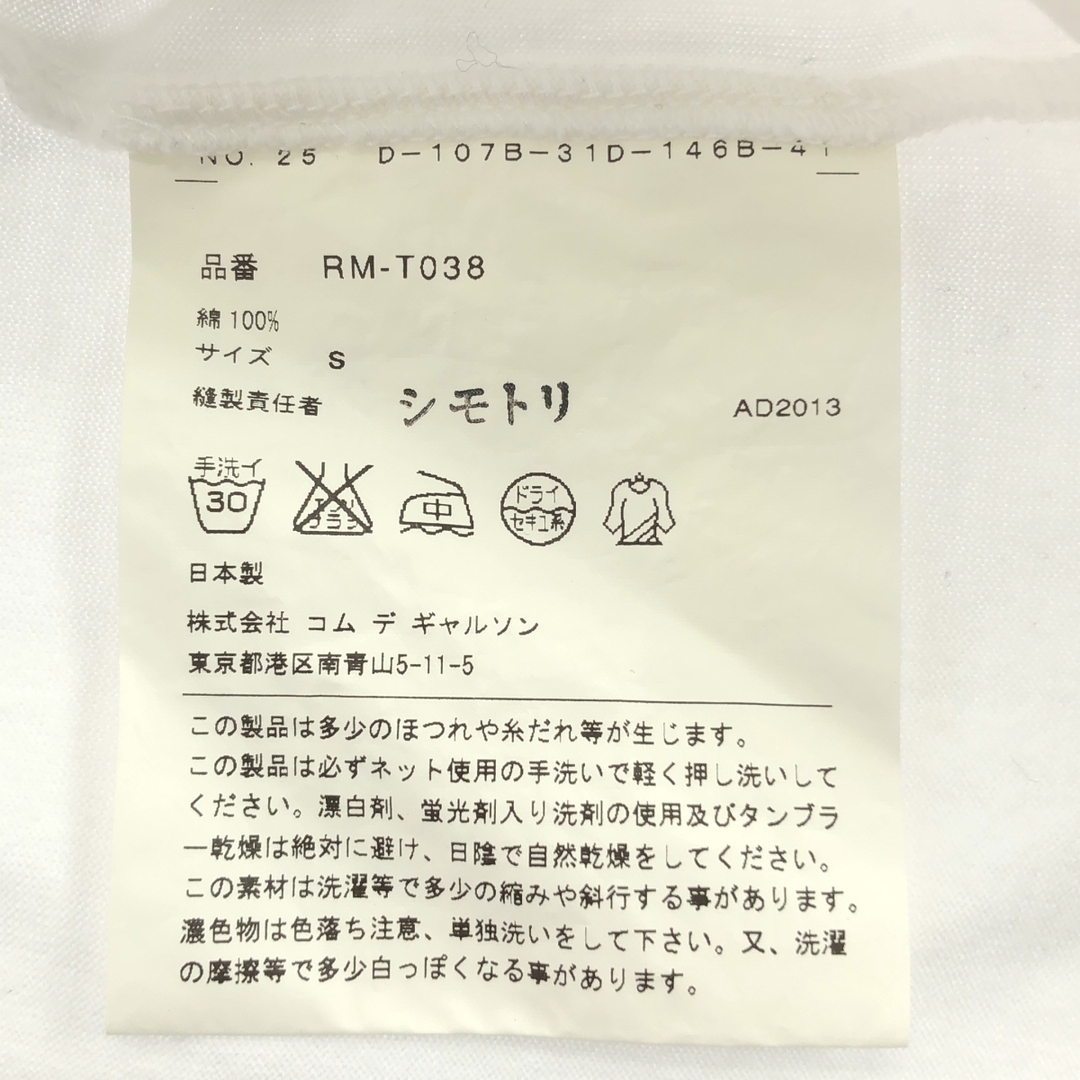 NO. 25 D-107B-31D-146B-41
品番 RM-T038
綿 100%
サイズ S
縫製責任者 シモトリ AD2013
手洗イ
30
エンソ
サラシ
中
ドライ
セキユ系
日本製
株式会社 コム デ ギャルソン
東京都港区南青山5-11-5
この製品は多少のほつれや糸だれ等が生じます。
この製品は必ずネット使用の手洗いで軽く押し洗いして
ください。漂白剤、蛍光剤入り洗剤の使用及びタンブラ
ー乾燥は絶対に避け、日陰で自然乾燥をしてください。
この素材は洗濯等で多少の縮みや斜行する事があります。
濃色物は色落ち注意、単独洗いをして下さい。又、洗濯
の摩擦等で多少白っぽくなる事があります。